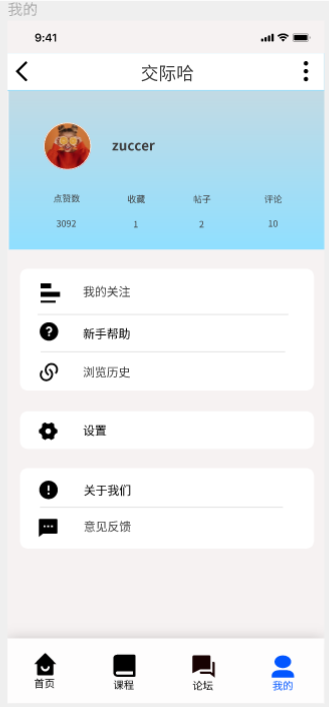 我的
9:41
交际哈
zuccer
点赞数 收藏 帖子 评论
3092 1 2 10
我的关注
新手帮助
浏览历史
设置
关于我们
意见反馈
首页 课程 论坛 我的